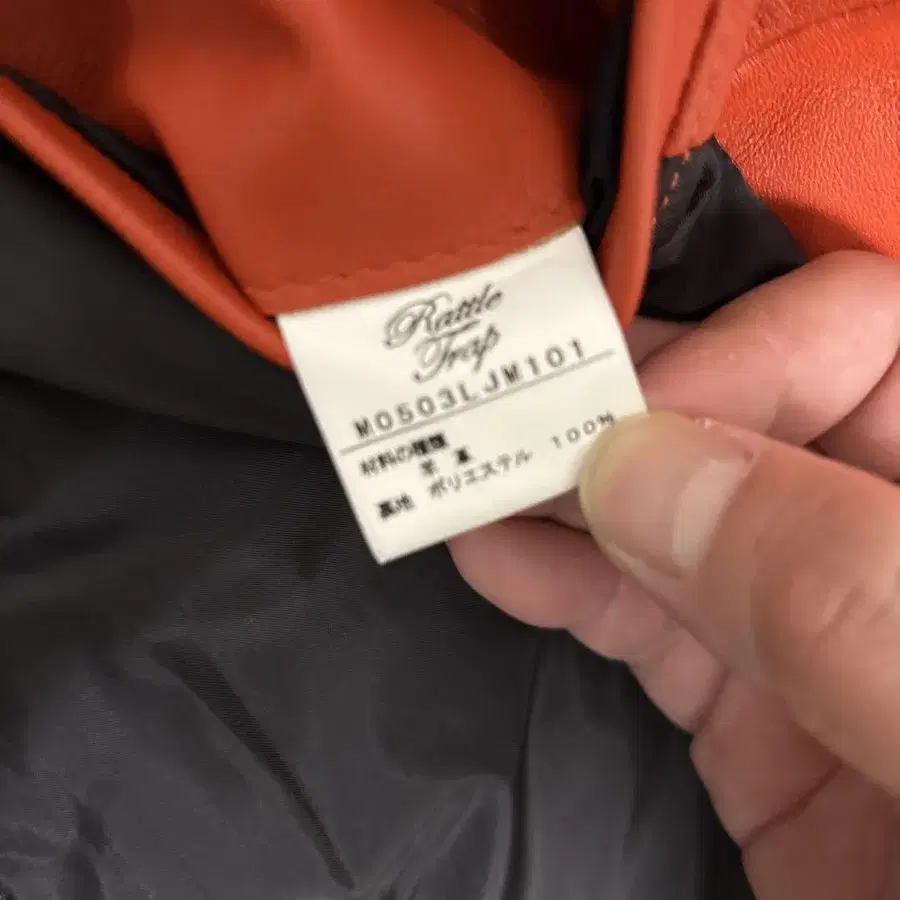 Rattle
Trap
M0503LJM101
材料の種類
羊 革
裏地 ポリエステル 100%